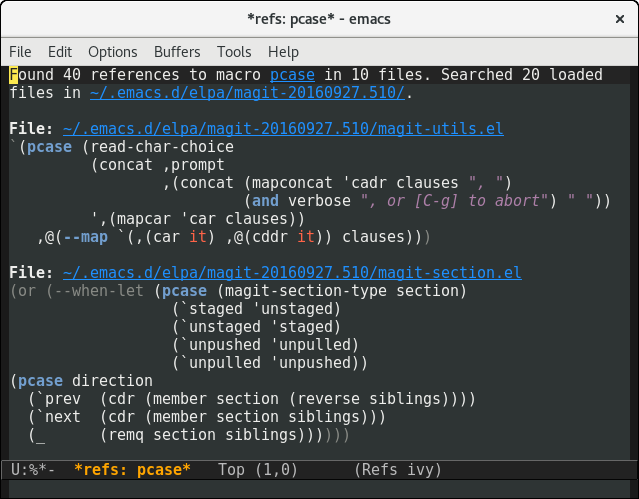 *refs: pcase* - emacs ×
File Edit Options Buffers Tools Help
Found 40 references to macro pcase in 10 files. Searched 20 loaded
files in ~/.emacs.d/elpa/magit-20160927.510/.
File: ~/.emacs.d/elpa/magit-20160927.510/magit-utils.el
`(pcase (read-char-choice
         (concat ,prompt
                 ,(concat (mapconcat 'cadr clauses ", ")
                          (and verbose ", or [C-g] to abort") " "))
         ',(mapcar 'car clauses))
   ,@(--map `(,(car it) ,@(cddr it)) clauses)))
File: ~/.emacs.d/elpa/magit-20160927.510/magit-section.el
(or (--when-let (pcase (magit-section-type section)
                  (`staged 'unstaged)
                  (`unstaged 'staged)
                  (`unpushed 'unpulled)
                  (`unpulled 'unpushed))
(pcase direction
  (`prev  (cdr (member section (reverse siblings))))
  (`next  (cdr (member section siblings)))
  (_      (remq section siblings))))))
U:%*-  *refs: pcase*   Top (1,0)      (Refs ivy)